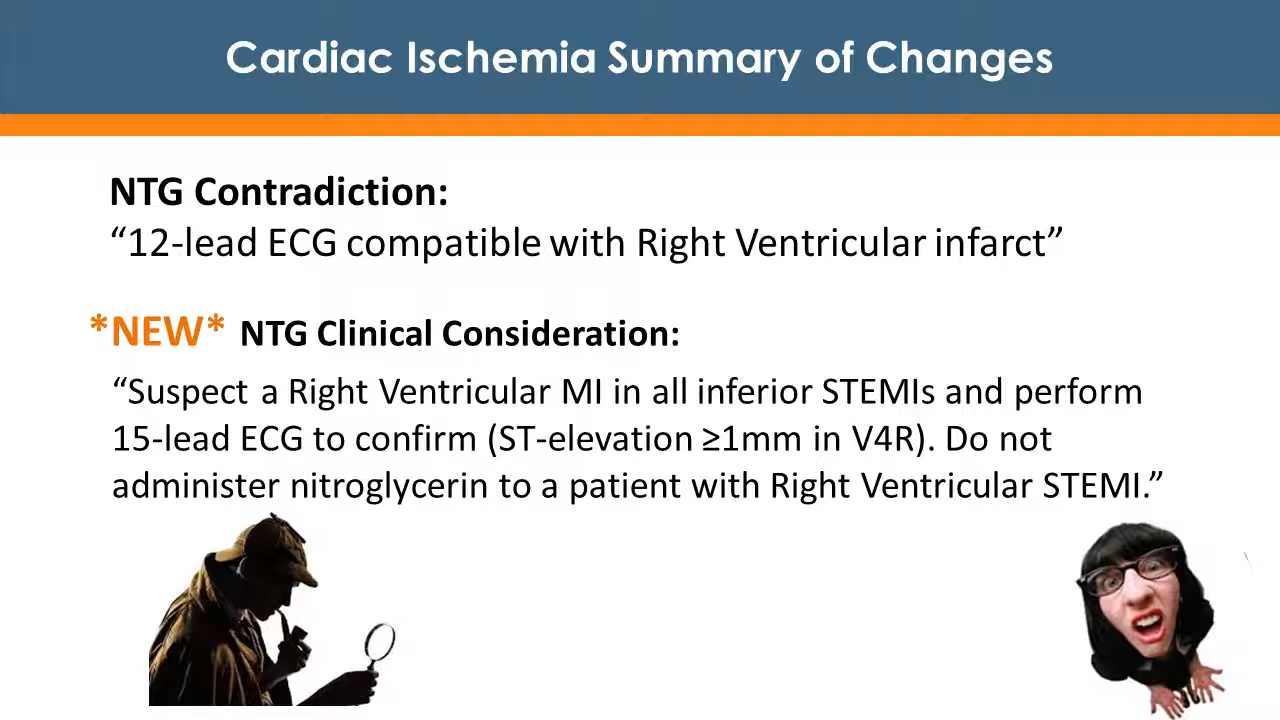 Cardiac Ischemia Summary of Changes
NTG Contradiction:
“12-lead ECG compatible with Right Ventricular infarct”
*NEW* NTG Clinical Consideration:
“Suspect a Right Ventricular MI in all inferior STEMIs and perform
15-lead ECG to confirm (ST-elevation ≥1mm in V4R). Do not
administer nitroglycerin to a patient with Right Ventricular STEMI.”